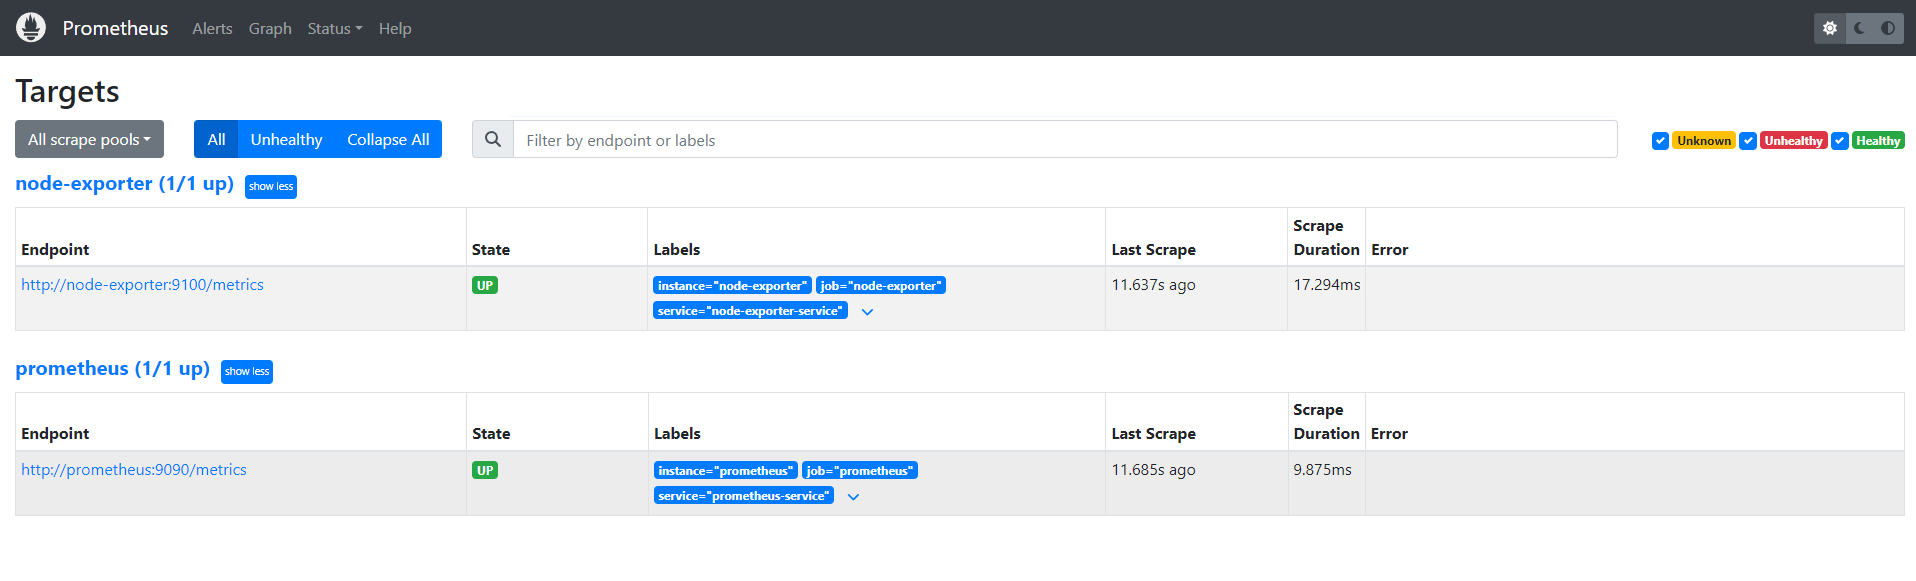 Prometheus Alerts Graph Status Help
Targets
All scrape pools All Unhealthy Collapse All Filter by endpoint or labels Unknown Unhealthy Healthy
node-exporter (1/1 up) show less
Endpoint State Labels Last Scrape Scrape Duration Error
http://node-exporter:9100/metrics UP instance="node-exporter" job="node-exporter" 11.637s ago 17.294ms
service="node-exporter-service"
prometheus (1/1 up) show less
Endpoint State Labels Last Scrape Scrape Duration Error
http://prometheus:9090/metrics UP instance="prometheus" job="prometheus" 11.685s ago 9.875ms
service="prometheus-service"